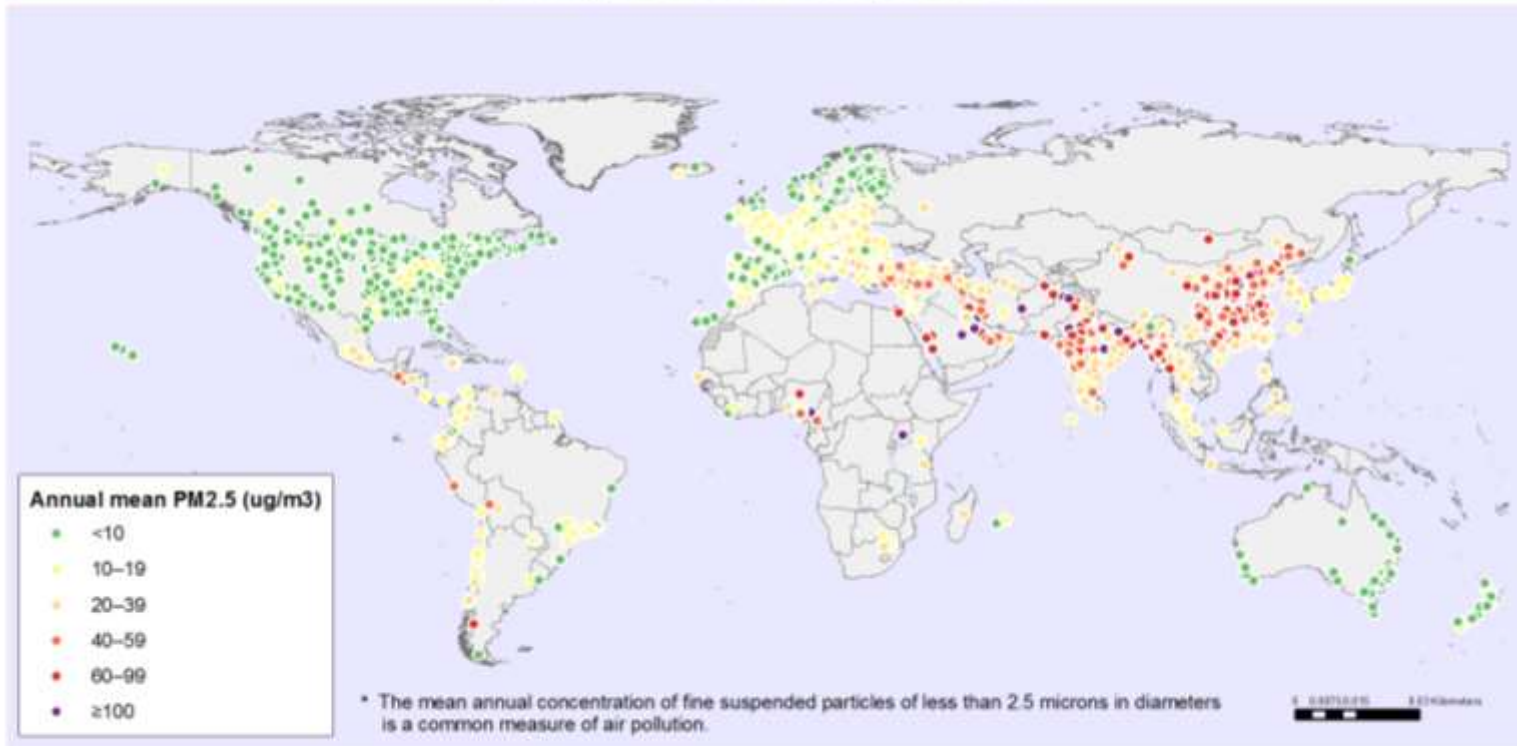 Annual mean PM2.5 (ug/m3)
<10
10–19
20–39
40–59
60–99
≥100
* The mean annual concentration of fine suspended particles of less than 2.5 microns in diameters
is a common measure of air pollution.